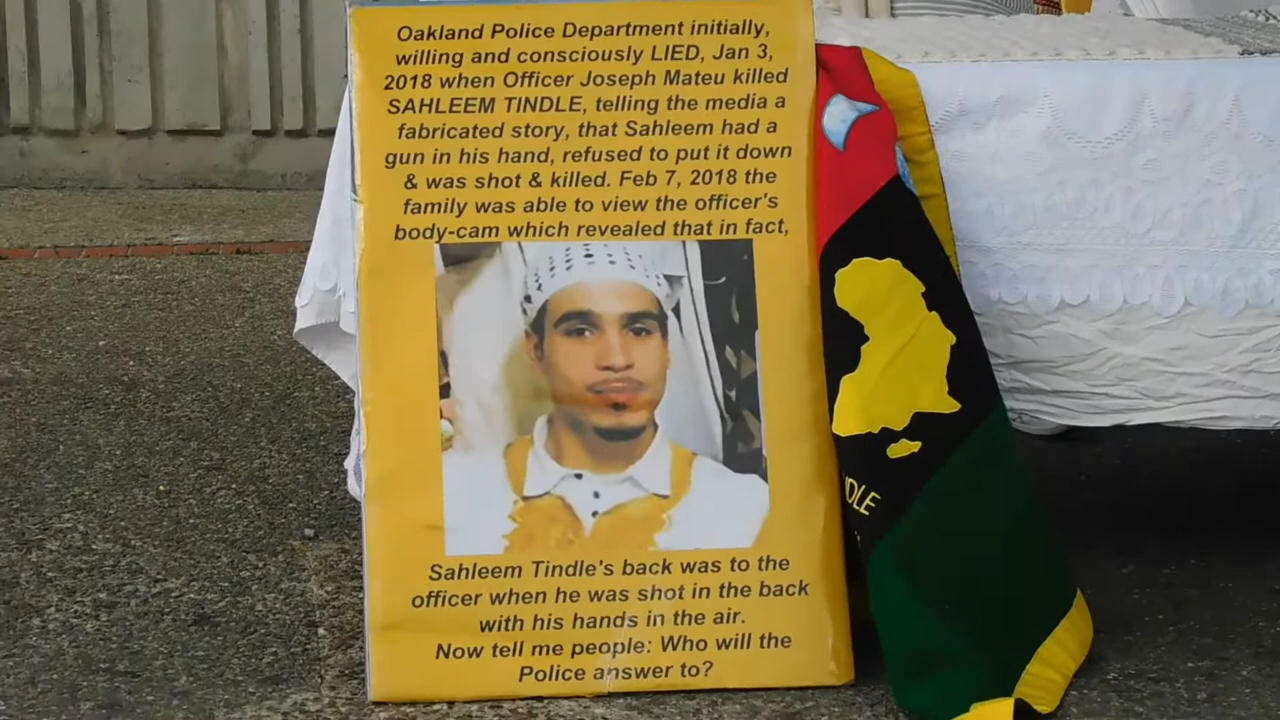 Oakland Police Department initially,
willing and consciously LIED, Jan 3,
2018 when Officer Joseph Mateu killed
SAHLEEM TINDLE, telling the media a
fabricated story, that Sahleem had a
gun in his hand, refused to put it down
& was shot & killed. Feb 7, 2018 the
family was able to view the officer's
body-cam which revealed that in fact,
Sahleem Tindle's back was to the
officer when he was shot in the back
with his hands in the air.
Now tell me people: Who will the
Police answer to?